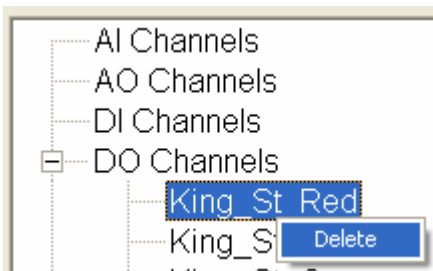 AI Channels
AO Channels
DI Channels
DO Channels
King_St_Red
Delete